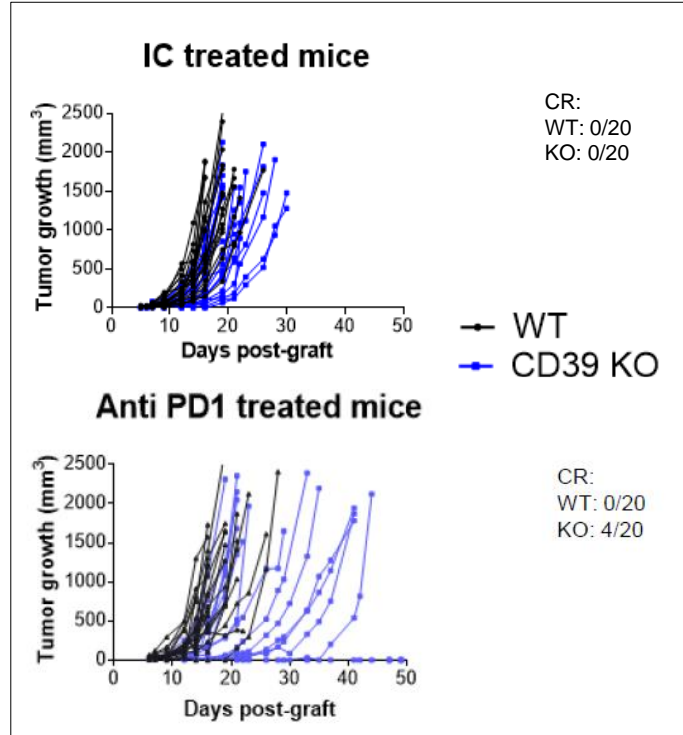 IC treated mice
CR:
WT: 0/20
KO: 0/20
Tumor growth (mm³)
2500
2000
1500
1000
500
0
0 10 20 30 40 50
Days post-graft
WT
CD39 KO
Anti PD1 treated mice
CR:
WT: 0/20
KO: 4/20
Tumor growth (mm³)
2500
2000
1500
1000
500
0
0 10 20 30 40 50
Days post-graft